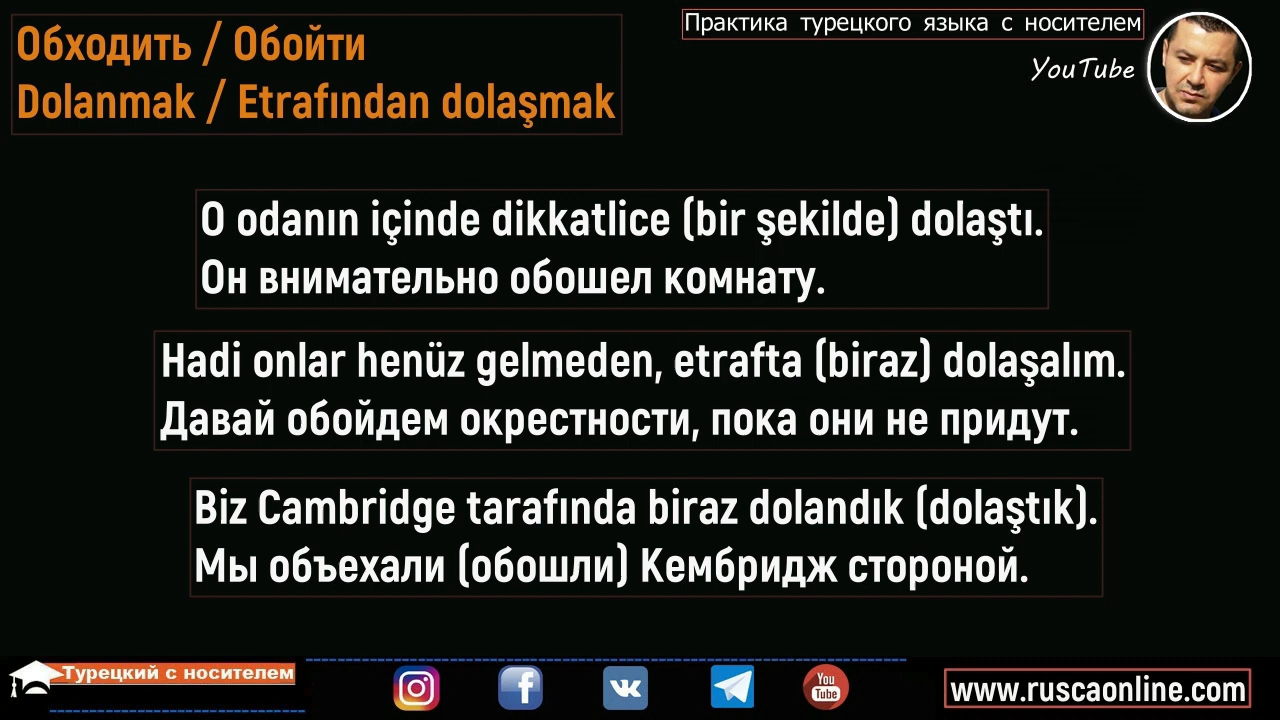 Обходить / Обойти
Dolanmak / Etrafından dolaşmak
Практика турецкого языка с носителем
YouTube
O odanın içinde dikkatlice (bir şekilde) dolaştı.
Он внимательно обошел комнату.
Hadi onlar henüz gelmeden, etrafta (biraz) dolaşalım.
Давай обойдем окрестности, пока они не придут.
Biz Cambridge tarafında biraz dolandık (dolaştık).
Мы объехали (обошли) Кембридж стороной.
Турецкий с носителем
You
Tube
www.ruscaonline.com